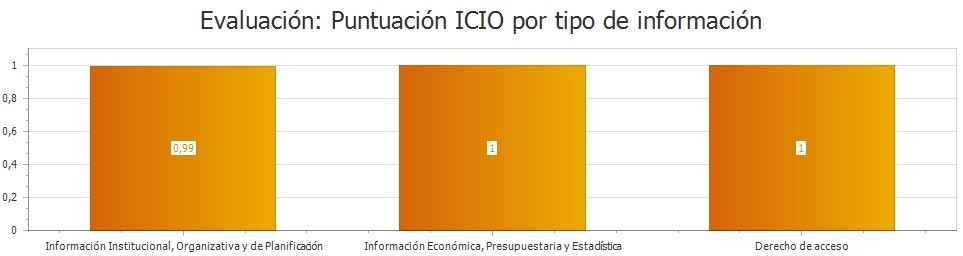 Evaluación: Puntuación ICIO por tipo de información
1
0,8
0,6
0,4
0,2
0
0,99
1
1
Información Institucional, Organizativa y de Planificación
Información Económica, Presupuestaria y Estadística
Derecho de acceso